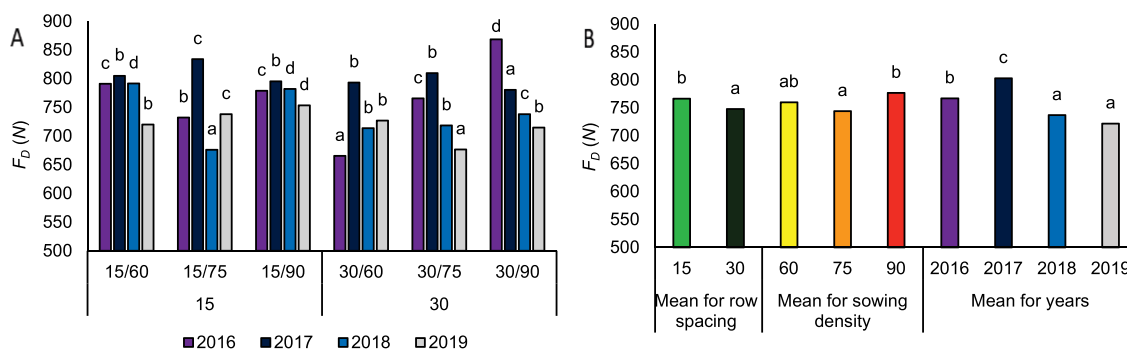 A
B
F_D (N)
900
850
800
750
700
650
600
550
500
c b d b
b c a c
c b d d
a b b b
c b b a
d a c b
15/60 15/75 15/90 30/60 30/75 30/90
15 30
2016 2017 2018 2019
F_D (N)
900
850
800
750
700
650
600
550
500
b a ab a b b c a a
15 30 60 75 90 2016 2017 2018 2019
Mean for row spacing
Mean for sowing density
Mean for years